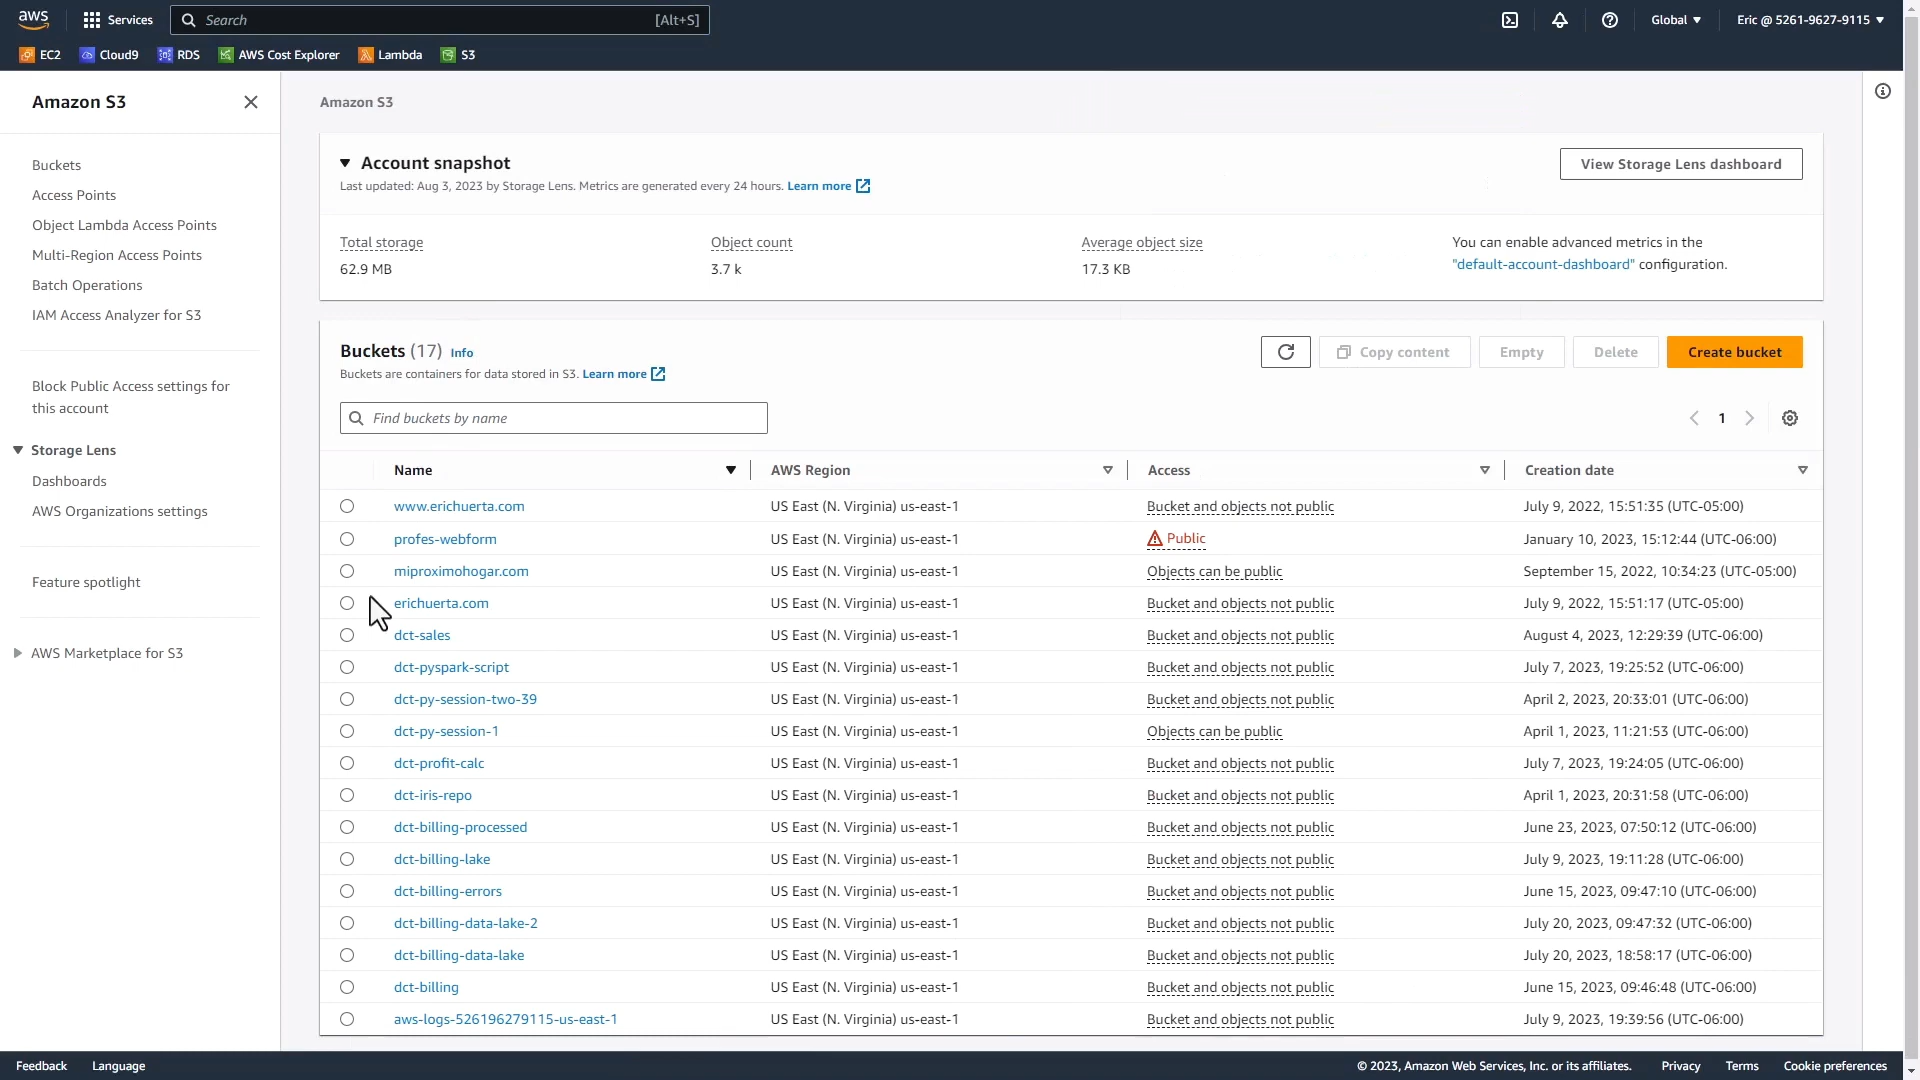 aws
Services
Search
[Alt+S]
Global
Eric @ 5261-9627-9115
EC2
Cloud9
RDS
AWS Cost Explorer
Lambda
S3
Amazon S3
Buckets
Access Points
Object Lambda Access Points
Multi-Region Access Points
Batch Operations
IAM Access Analyzer for S3
Block Public Access settings for
this account
Storage Lens
Dashboards
AWS Organizations settings
Feature spotlight
AWS Marketplace for S3
Amazon S3
Account snapshot
Last updated: Aug 3, 2023 by Storage Lens. Metrics are generated every 24 hours. Learn more
View Storage Lens dashboard
Total storage
62.9 MB
Object count
3.7 k
Average object size
17.3 KB
You can enable advanced metrics in the
"default-account-dashboard" configuration.
Buckets (17) Info
Buckets are containers for data stored in S3. Learn more
Copy content
Empty
Delete
Create bucket
Find buckets by name
1
Name AWS Region Access Creation date
www.erichuerta.com US East (N. Virginia) us-east-1 Bucket and objects not public July 9, 2022, 15:51:35 (UTC-05:00)
profes-webform US East (N. Virginia) us-east-1 Public January 10, 2023, 15:12:44 (UTC-06:00)
miproximohogar.com US East (N. Virginia) us-east-1 Objects can be public September 15, 2022, 10:34:23 (UTC-05:00)
erichuerta.com US East (N. Virginia) us-east-1 Bucket and objects not public July 9, 2022, 15:51:17 (UTC-05:00)
dct-sales US East (N. Virginia) us-east-1 Bucket and objects not public August 4, 2023, 12:29:39 (UTC-06:00)
dct-pyspark-script US East (N. Virginia) us-east-1 Bucket and objects not public July 7, 2023, 19:25:52 (UTC-06:00)
dct-py-session-two-39 US East (N. Virginia) us-east-1 Bucket and objects not public April 2, 2023, 20:33:01 (UTC-06:00)
dct-py-session-1 US East (N. Virginia) us-east-1 Objects can be public April 1, 2023, 11:21:53 (UTC-06:00)
dct-profit-calc US East (N. Virginia) us-east-1 Bucket and objects not public July 7, 2023, 19:24:05 (UTC-06:00)
dct-iris-repo US East (N. Virginia) us-east-1 Bucket and objects not public April 1, 2023, 20:31:58 (UTC-06:00)
dct-billing-processed US East (N. Virginia) us-east-1 Bucket and objects not public June 23, 2023, 07:50:12 (UTC-06:00)
dct-billing-lake US East (N. Virginia) us-east-1 Bucket and objects not public July 9, 2023, 19:11:28 (UTC-06:00)
dct-billing-errors US East (N. Virginia) us-east-1 Bucket and objects not public June 15, 2023, 09:47:10 (UTC-06:00)
dct-billing-data-lake-2 US East (N. Virginia) us-east-1 Bucket and objects not public July 20, 2023, 09:47:32 (UTC-06:00)
dct-billing-data-lake US East (N. Virginia) us-east-1 Bucket and objects not public July 20, 2023, 18:58:17 (UTC-06:00)
dct-billing US East (N. Virginia) us-east-1 Bucket and objects not public June 15, 2023, 09:46:48 (UTC-06:00)
aws-logs-526196279115-us-east-1 US East (N. Virginia) us-east-1 Bucket and objects not public July 9, 2023, 19:39:56 (UTC-06:00)
Feedback
Language
© 2023, Amazon Web Services, Inc. or its affiliates.
Privacy
Terms
Cookie preferences